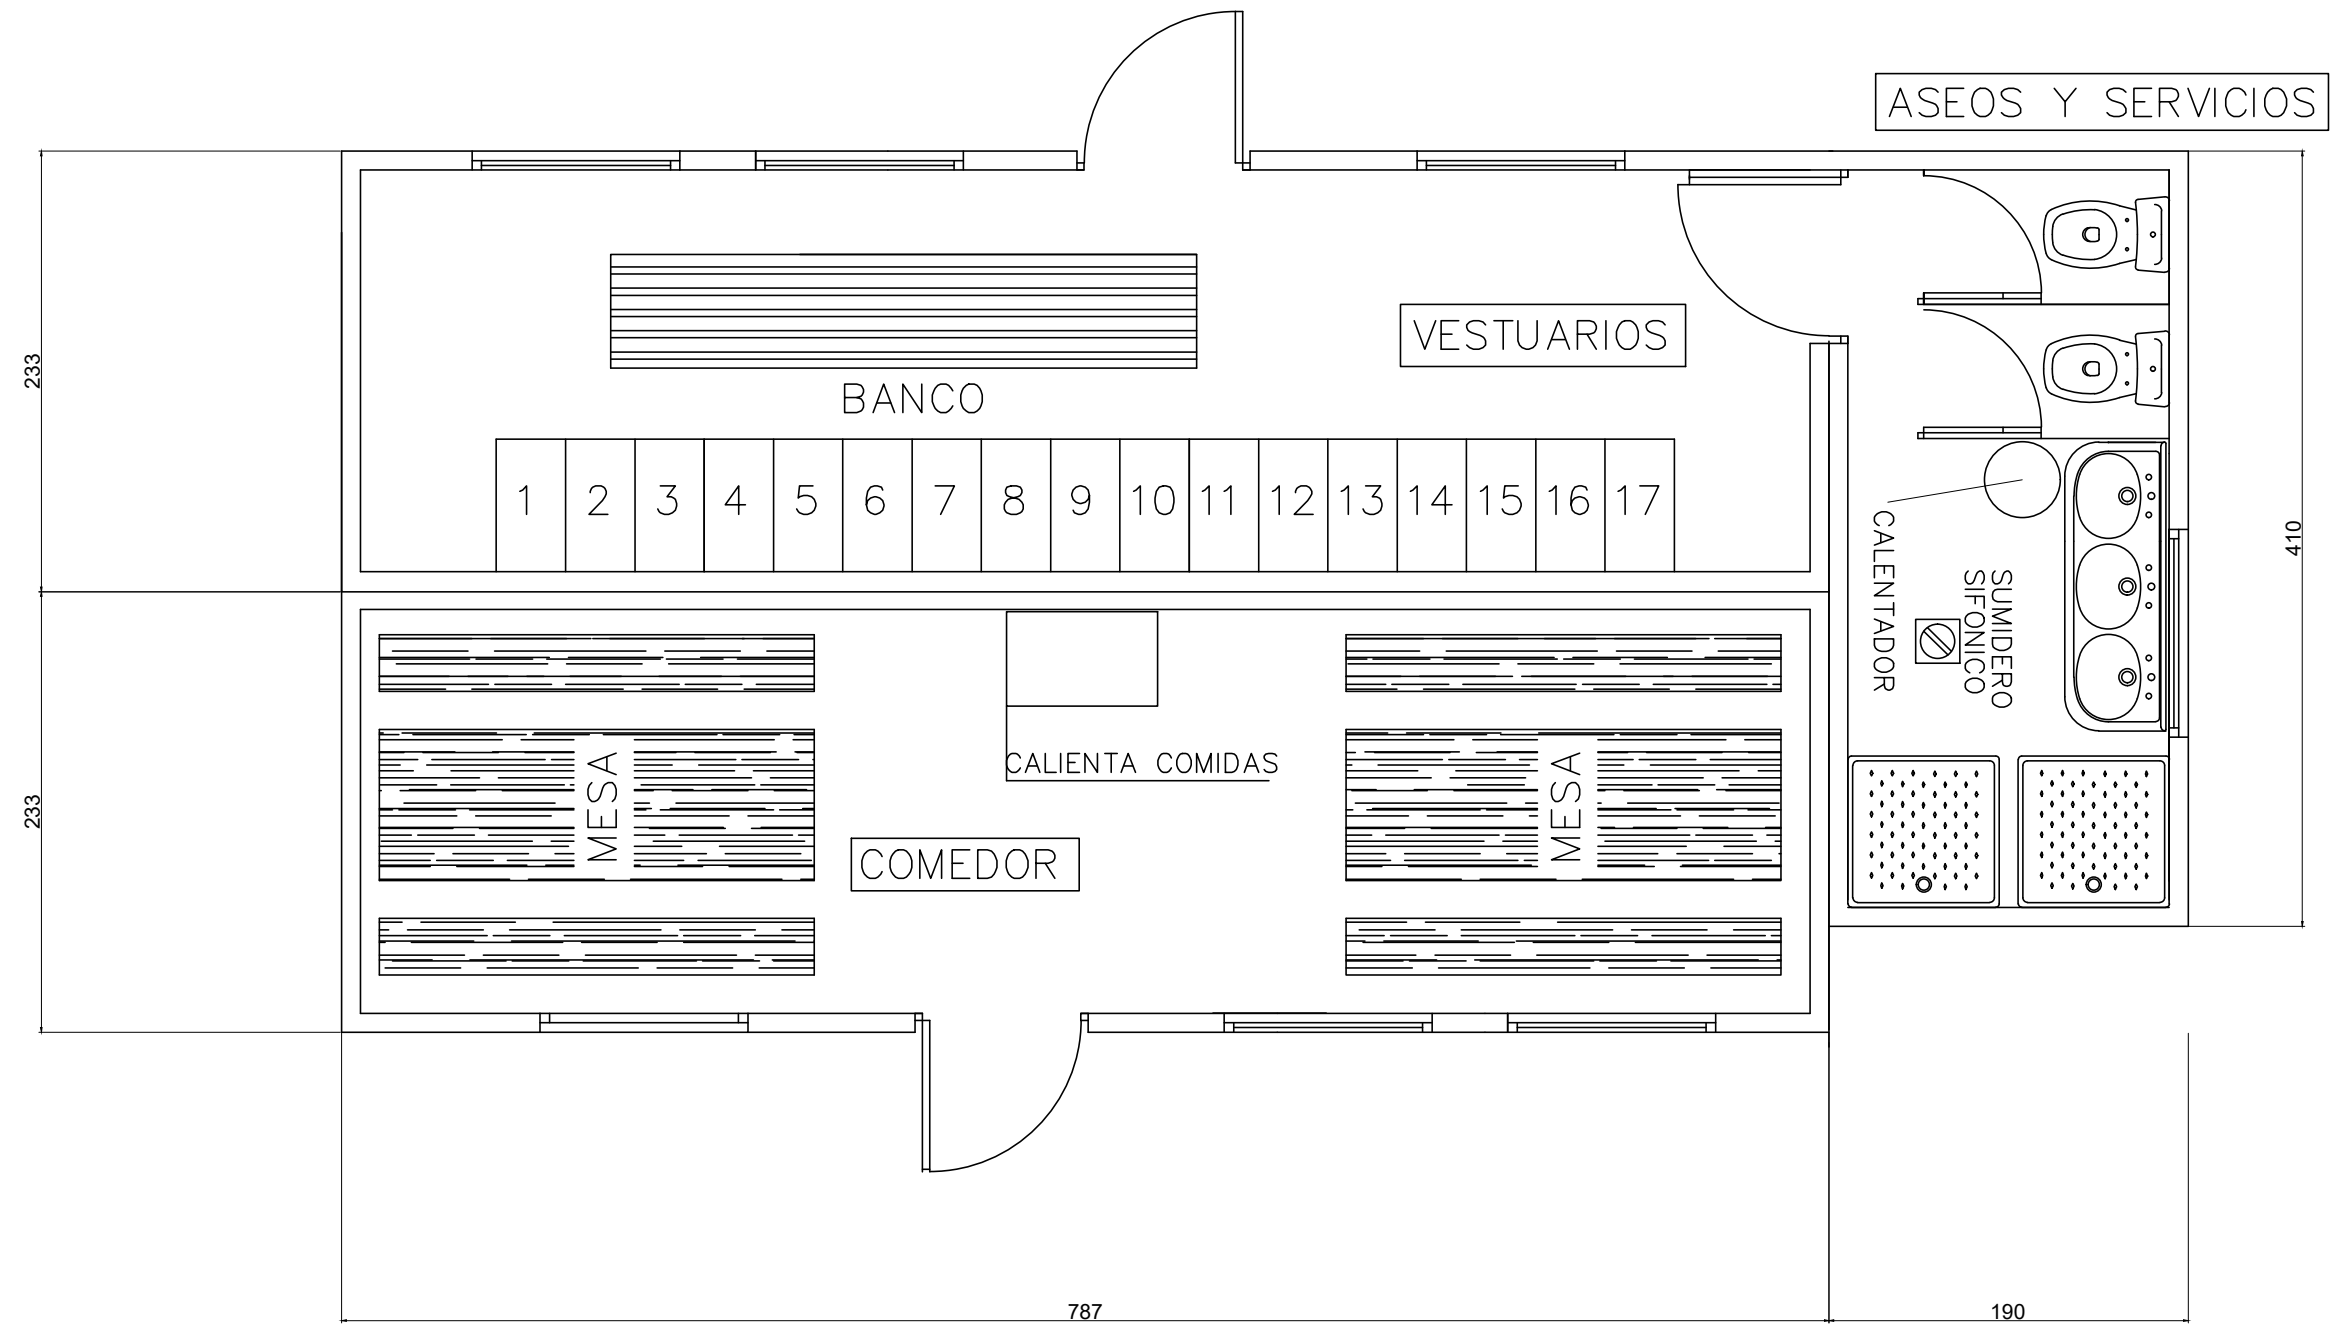 ASEOS Y SERVICIOS
VESTUARIOS
BANCO
1 2 3 4 5 6 7 8 9 10 11 12 13 14 15 16 17
233
410
CALENTADOR
SUMIDERO
SIFONICO
CALIENTA COMIDAS
MESA
MESA
COMEDOR
233
787
190